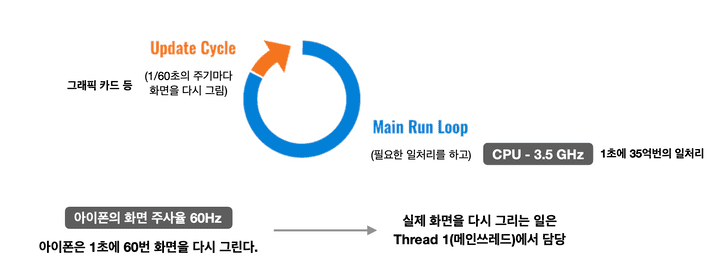 Update Cycle
그래픽 카드 등
(1/60초의 주기마다
화면을 다시 그림)
Main Run Loop
(필요한 일처리를 하고)
CPU - 3.5 GHz
1초에 35억번의 일처리
아이폰의 화면 주사율 60Hz
아이폰은 1초에 60번 화면을 다시 그린다.
실제 화면을 다시 그리는 일은
Thread 1(메인쓰레드)에서 담당